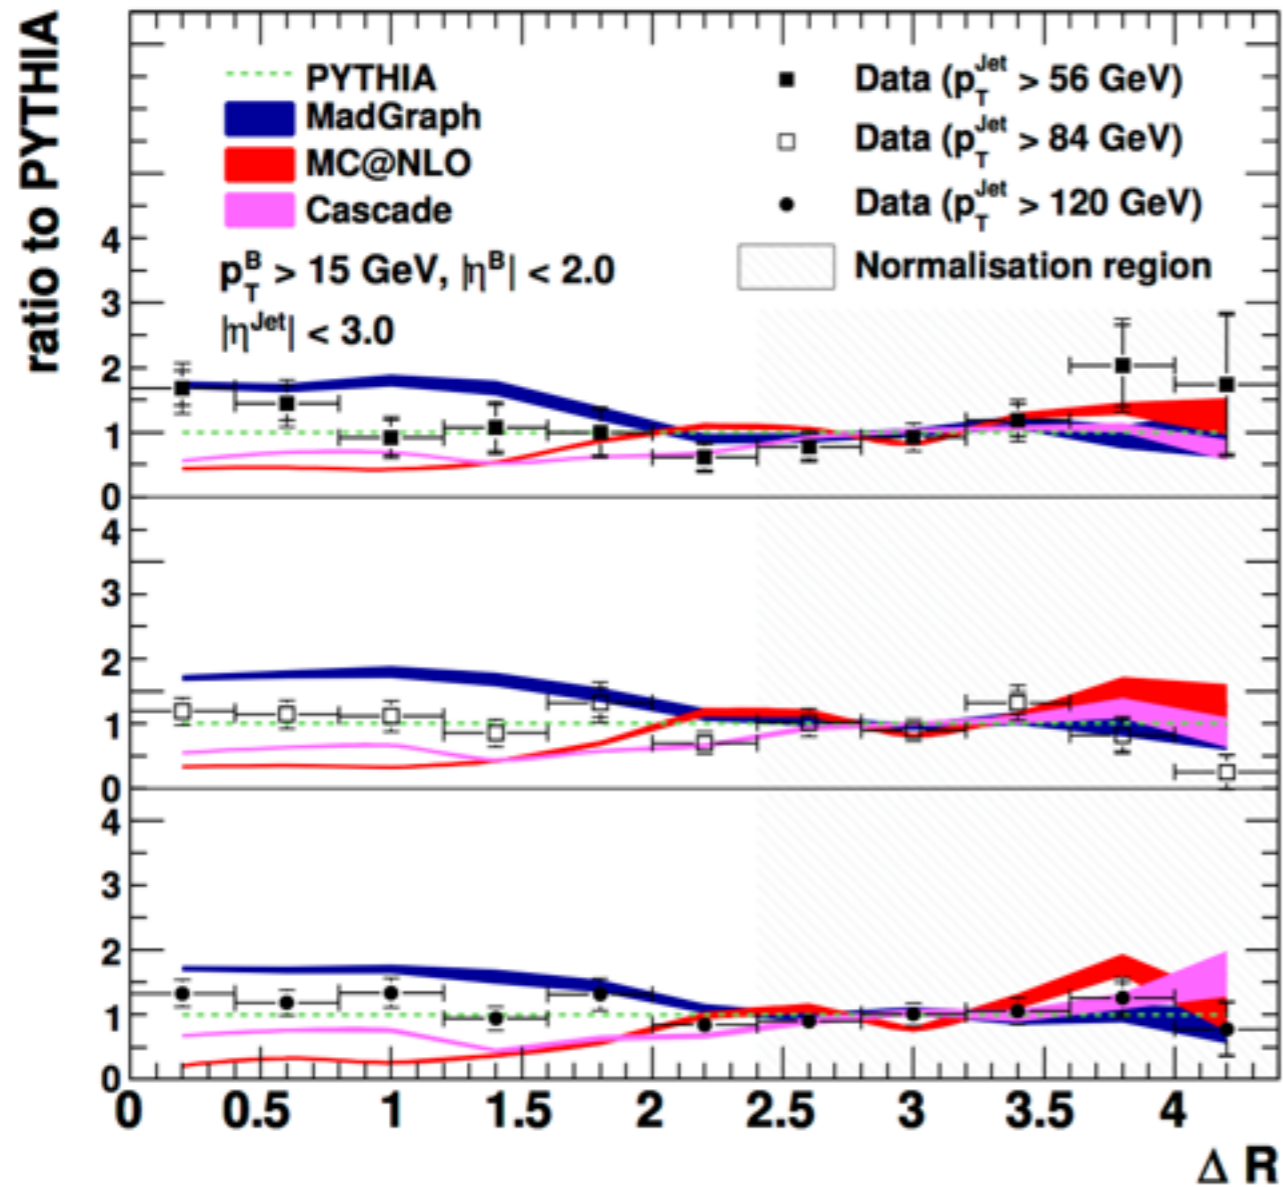 ratio to PYTHIA
PYTHIA
MadGraph
MC@NLO
Cascade
p_T^B > 15 GeV, |η^B| < 2.0
|η^Jet| < 3.0
Data (p_T^Jet > 56 GeV)
Data (p_T^Jet > 84 GeV)
Data (p_T^Jet > 120 GeV)
Normalisation region
4
3
2
1
0
4
3
2
1
0
4
3
2
1
0
0 0.5 1 1.5 2 2.5 3 3.5 4
Δ R